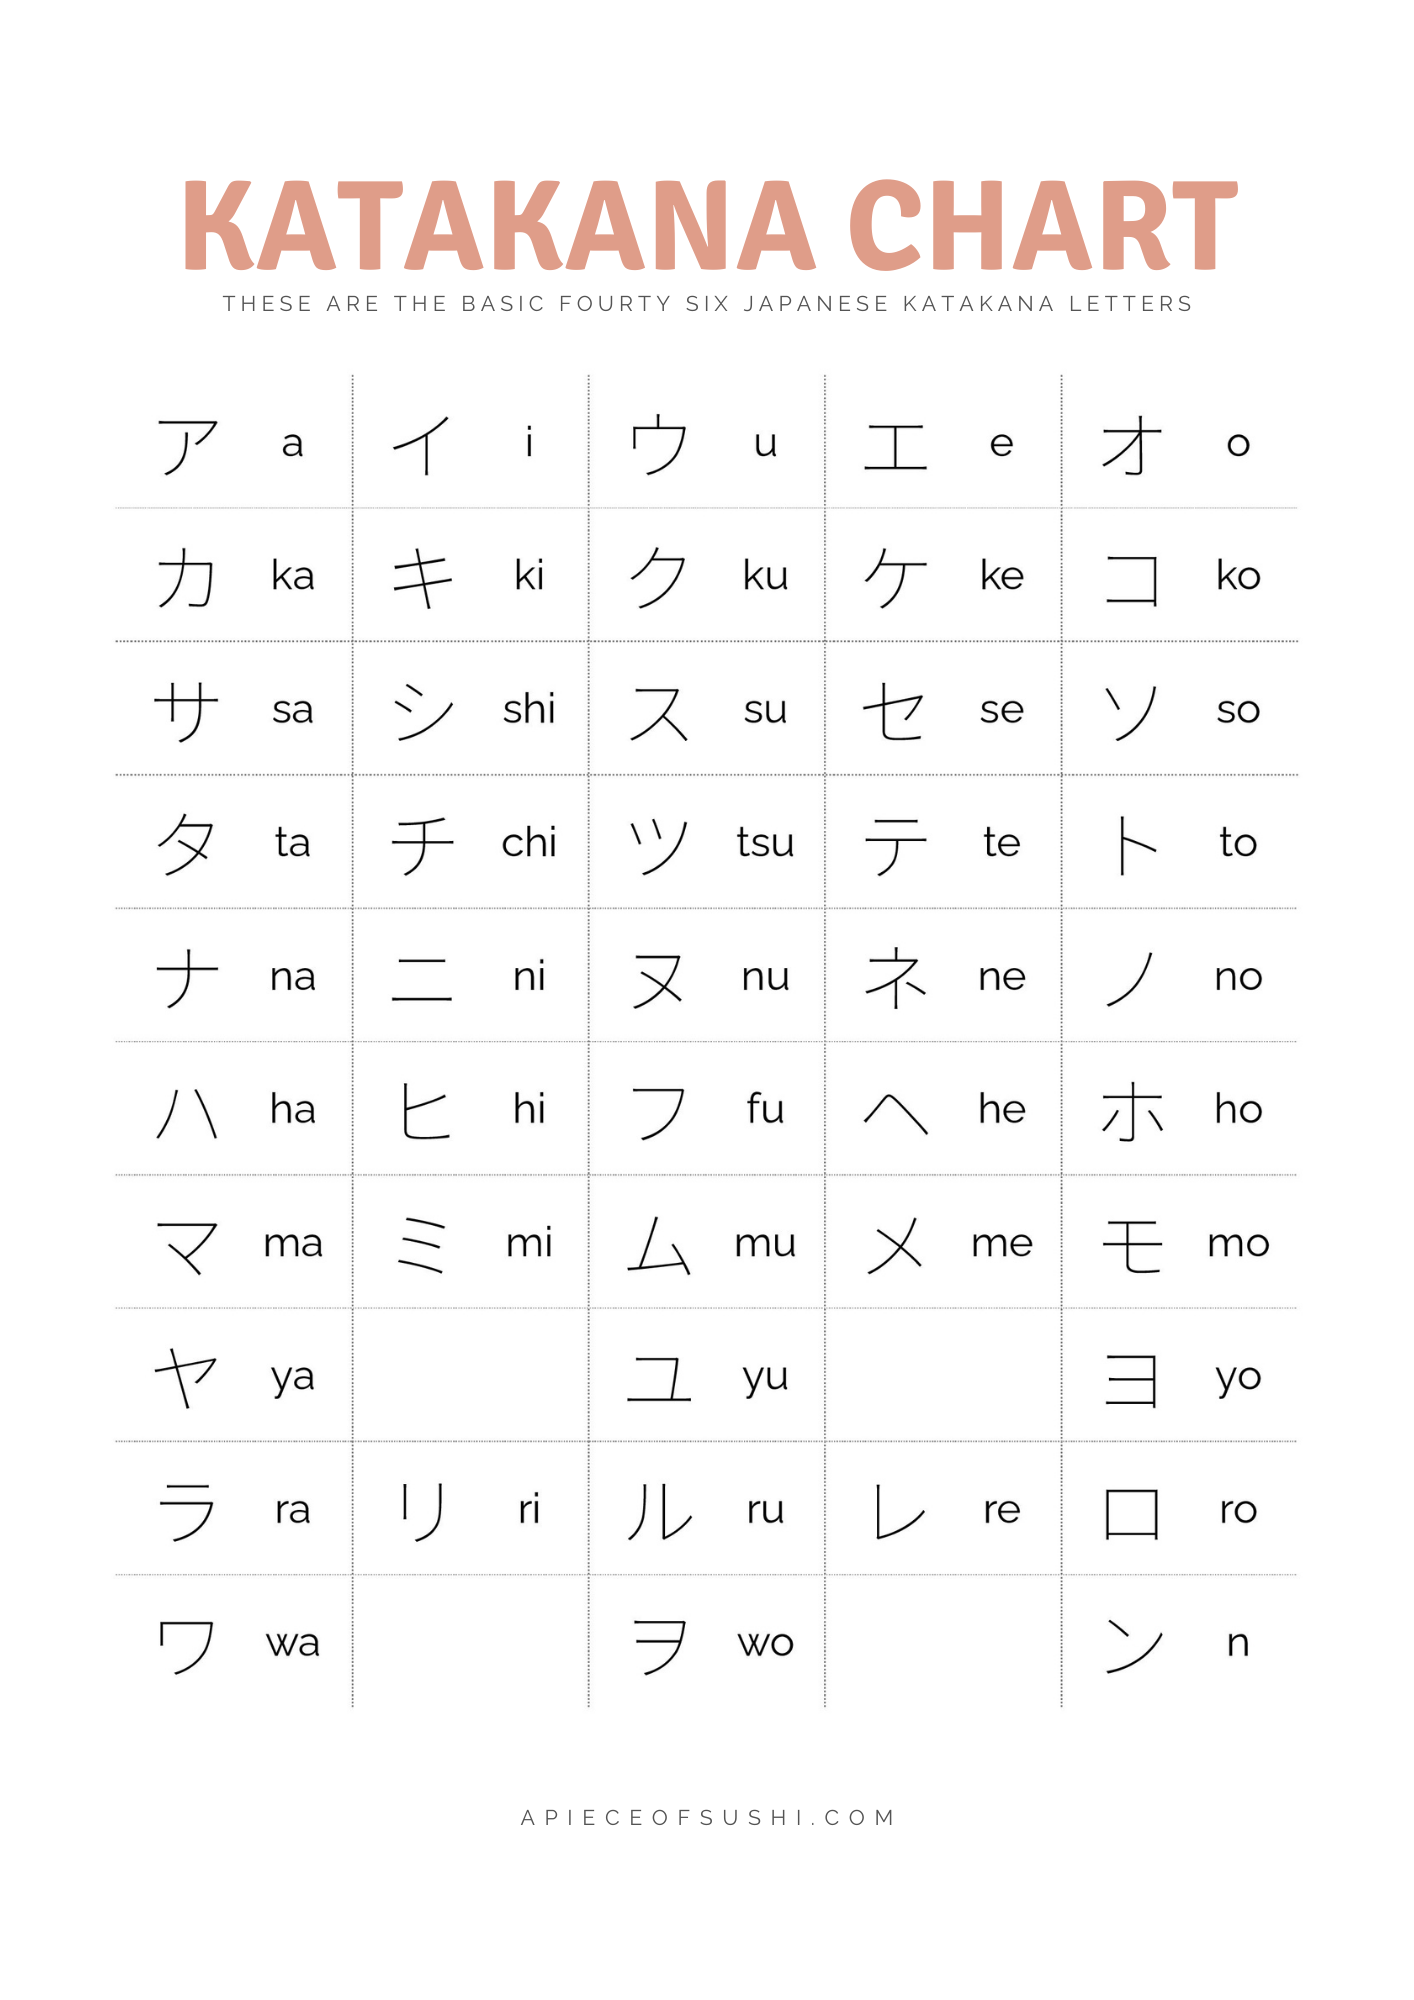 KATAKANA CHART
THESE ARE THE BASIC FOURTY SIX JAPANESE KATAKANA LETTERS
ア a イ i ウ u エ e オ o
カ ka キ ki ク ku ケ ke コ ko
サ sa シ shi ス su セ se ソ so
タ ta チ chi ツ tsu テ te ト to
ナ na ニ ni ヌ nu ネ ne ノ no
ハ ha ヒ hi フ fu ヘ he ホ ho
マ ma ミ mi ム mu メ me モ mo
ヤ ya ユ yu ヨ yo
ラ ra リ ri ル ru レ re ロ ro
ワ wa ヲ wo ン n
APIECEOFSUSHI.COM